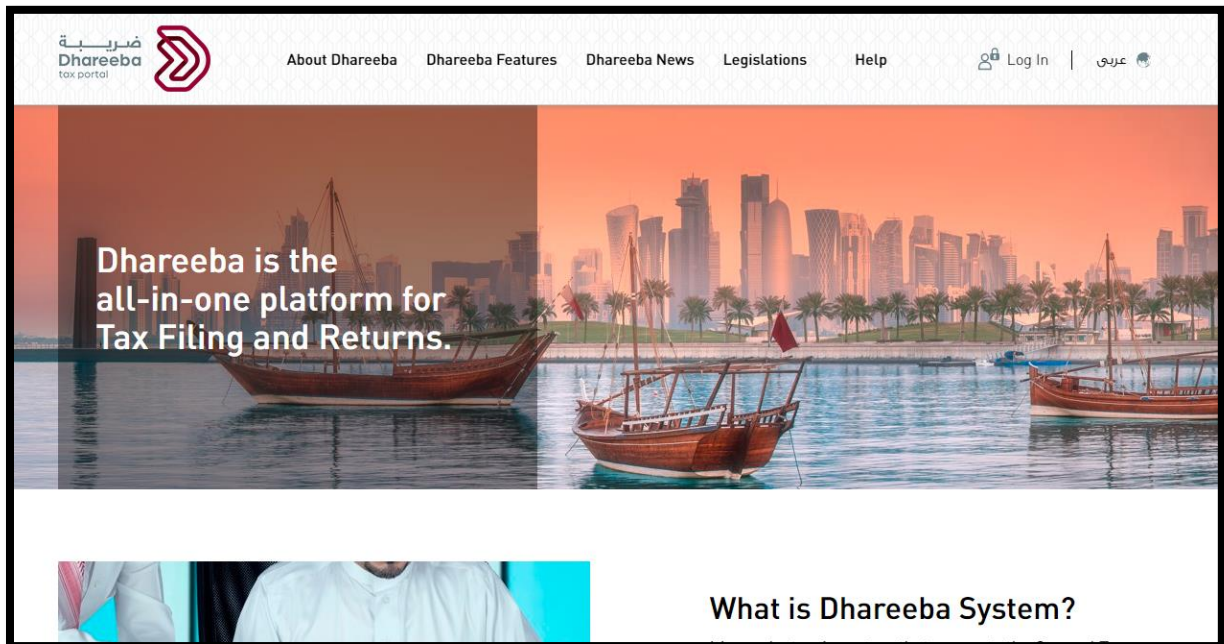 ضريبة
Dhareeba
tax portal
About Dhareeba
Dhareeba Features
Dhareeba News
Legislations
Help
Log In
عربي
Dhareeba is the
all-in-one platform for
Tax Filing and Returns.
What is Dhareeba System?